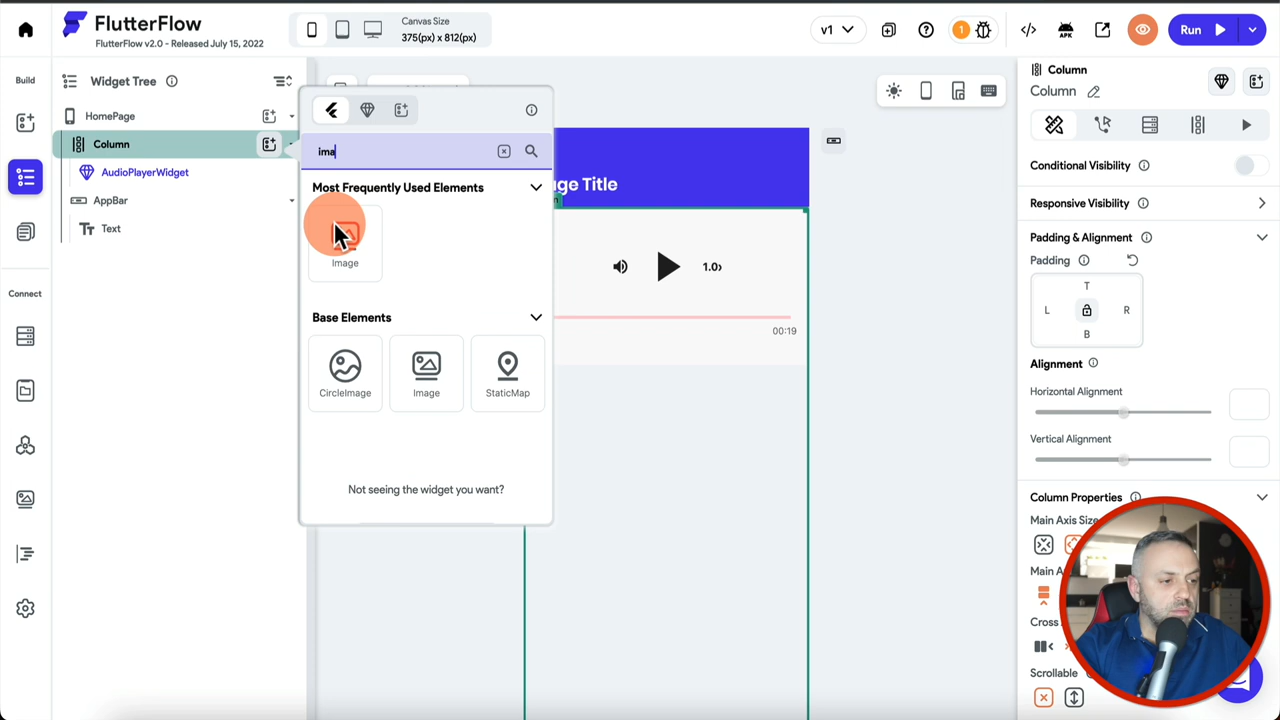 FlutterFlow
FlutterFlow v2.0 - Released July 15, 2022
Canvas Size
375(px) x 812(px)
v1
1
APK
Run
Build
Widget Tree
HomePage
Column
AudioPlayerWidget
AppBar
Text
Connect
ima
Most Frequently Used Elements
Image
Base Elements
CircleImage
Image
StaticMap
Not seeing the widget you want?
ge Title
1.0x
00:19
Column
Column
Conditional Visibility
Responsive Visibility
Padding & Alignment
Padding
T
L
R
B
Alignment
Horizontal Alignment
Vertical Alignment
Column Properties
Main Axis Size
Main A
Cross
Scrollable